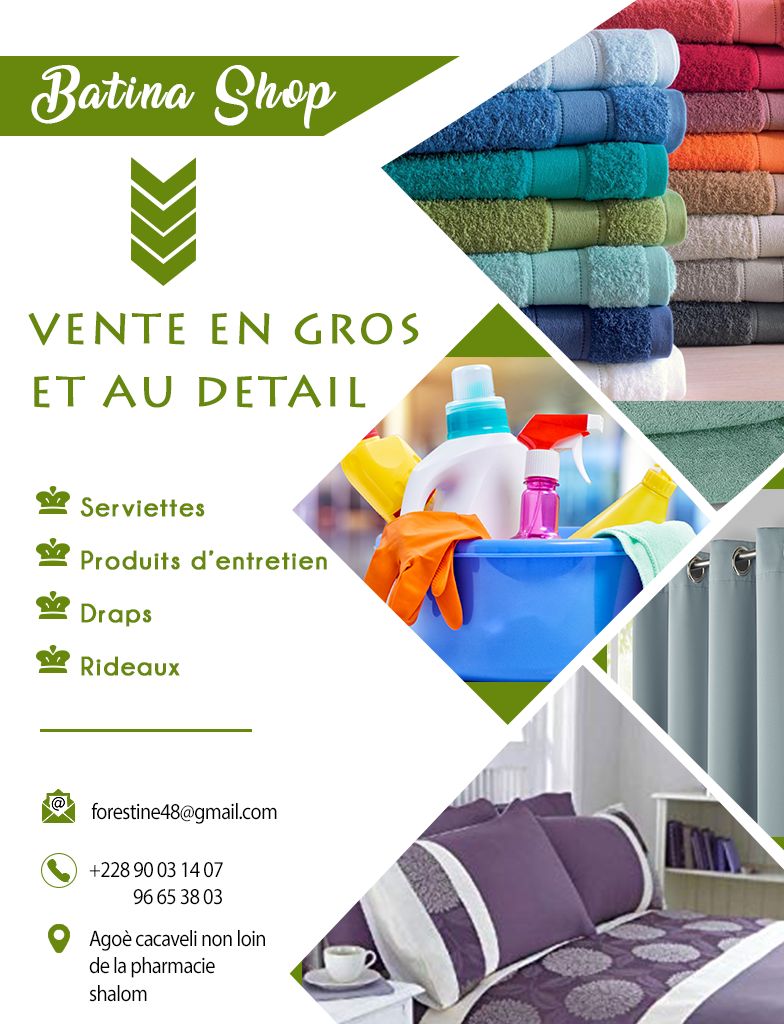 Batina Shop
VENTE EN GROS
ET AU DETAIL
Serviettes
Produits d'entretien
Draps
Rideaux
forestine48@gmail.com
+228 90 03 14 07
96 65 38 03
Agoè cacaveli non loin
de la pharmacie
shalom